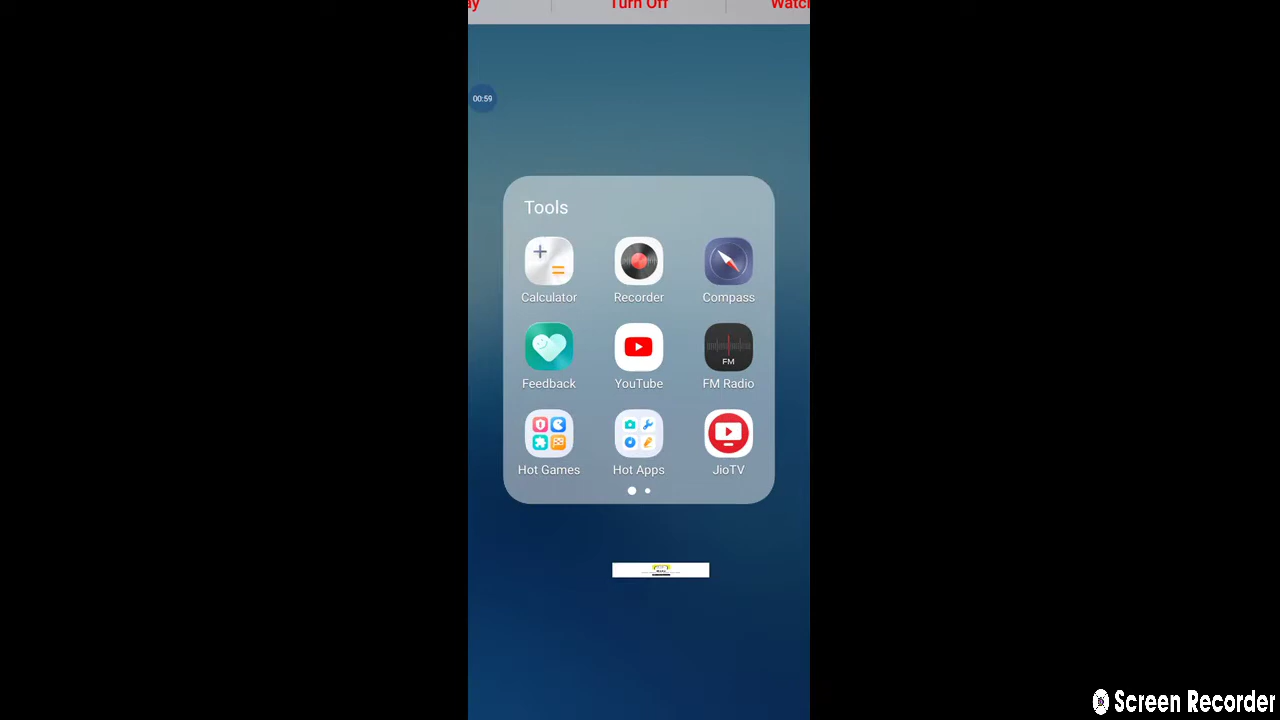 Turn Off
00:59
Tools
Calculator
Recorder
Compass
Feedback
YouTube
FM
FM Radio
Hot Games
Hot Apps
JioTV
Screen Recorder